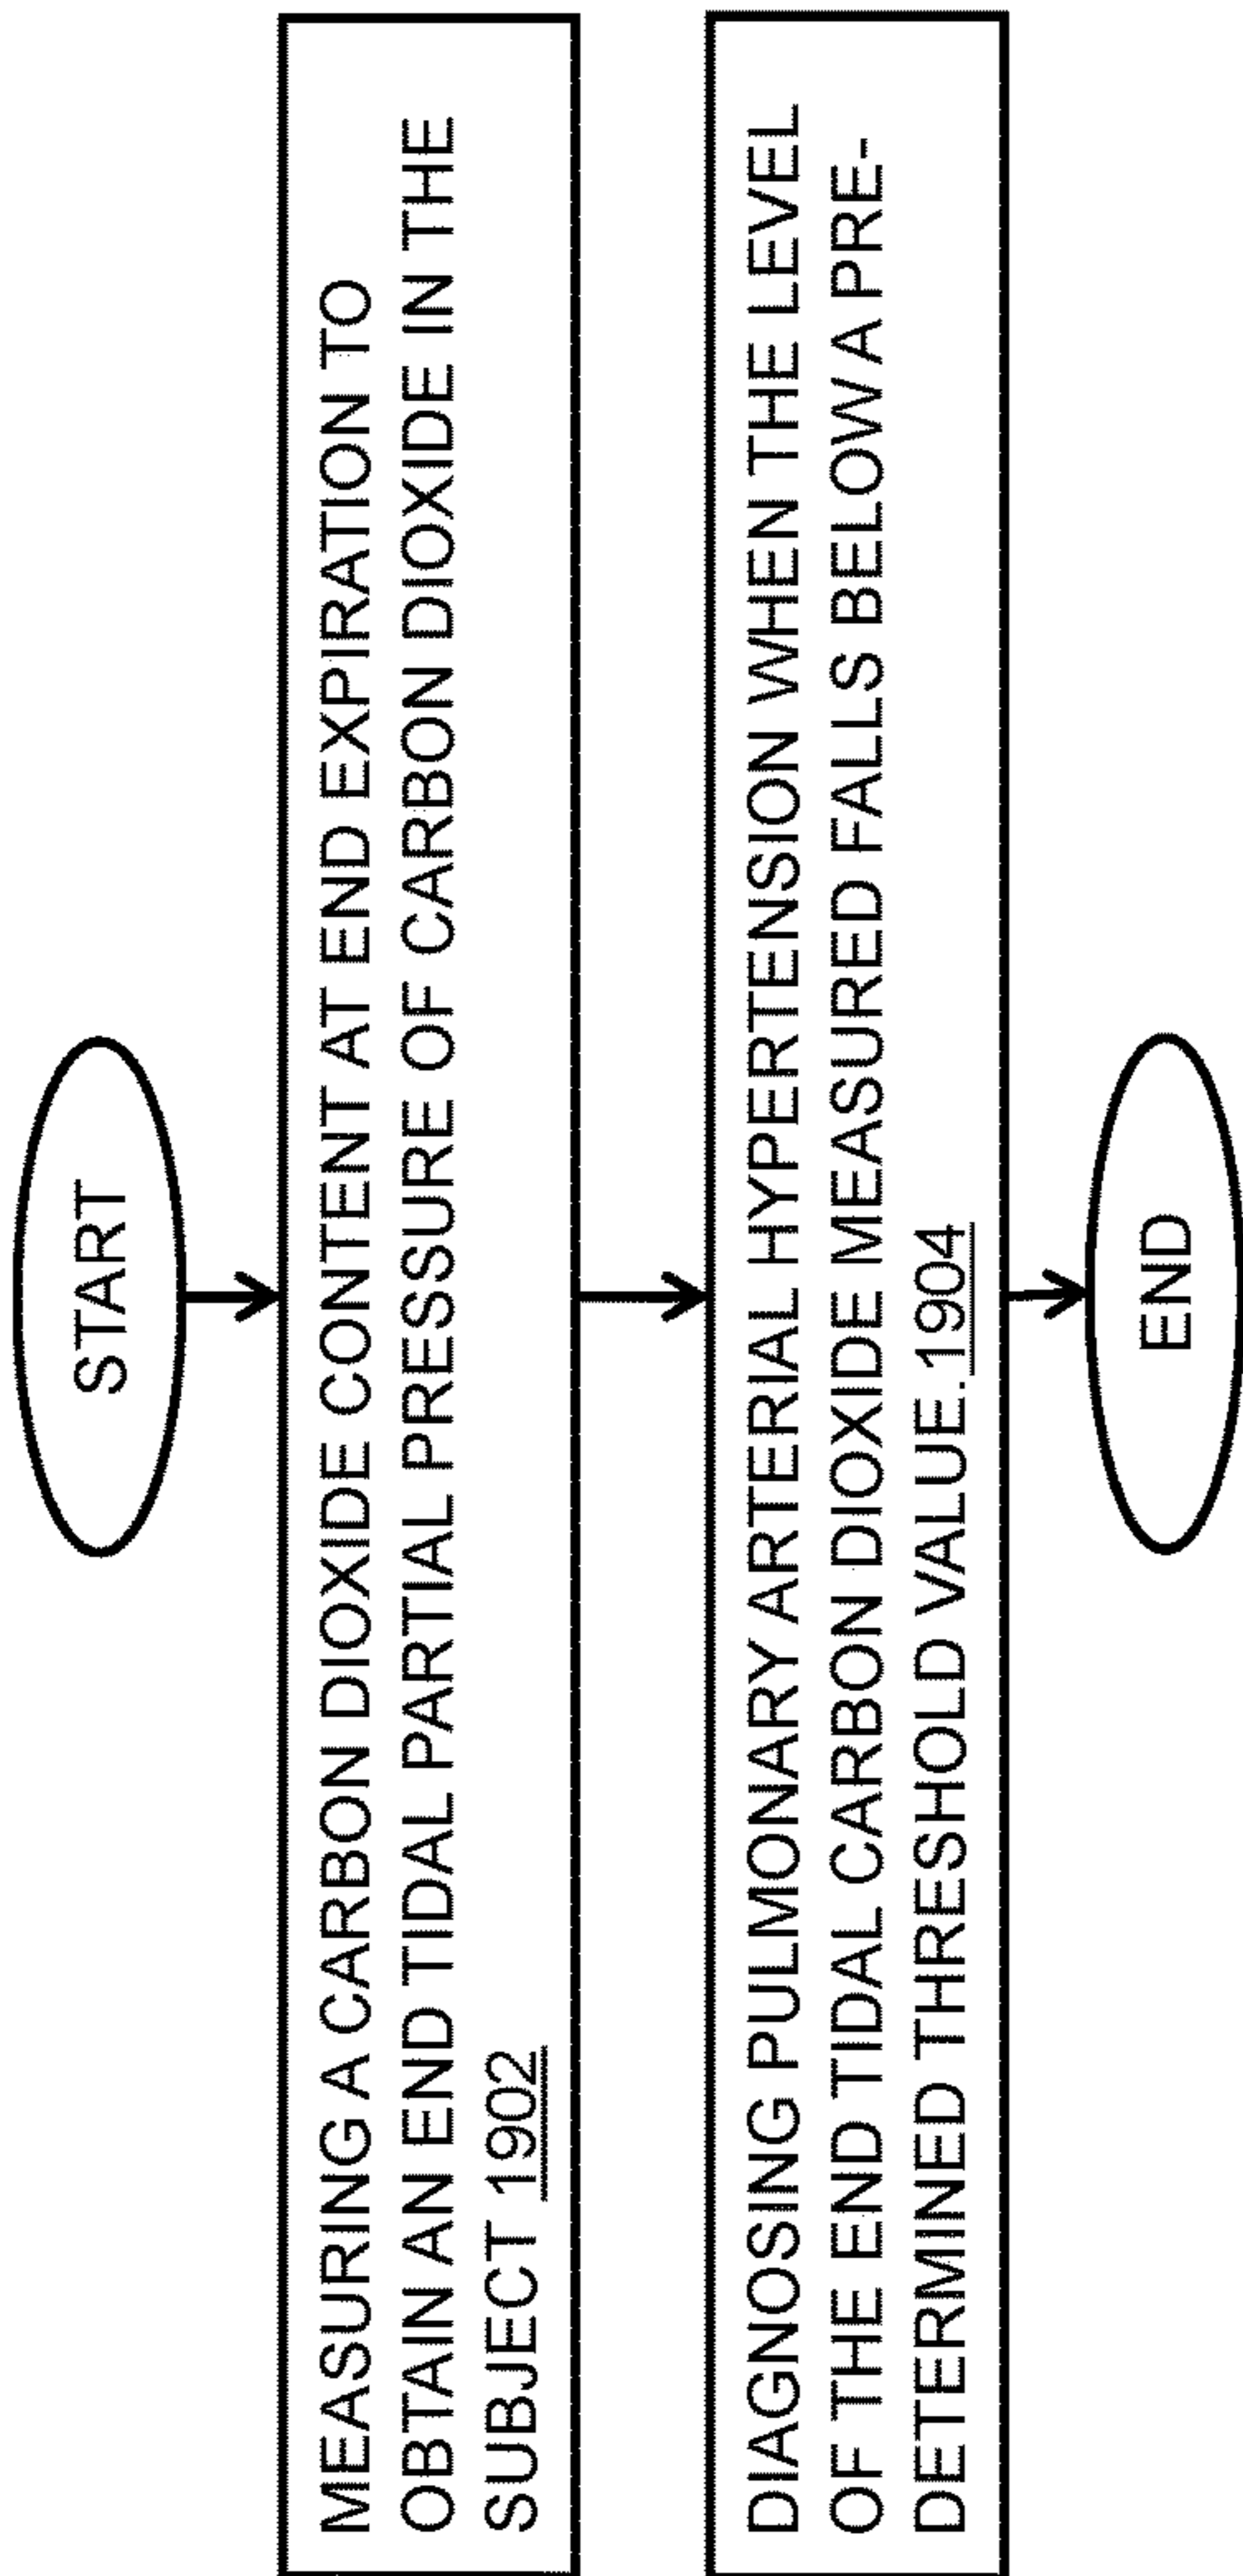 START
MEASURING A CARBON DIOXIDE CONTENT AT END EXPIRATION TO
OBTAIN AN END TIDAL PARTIAL PRESSURE OF CARBON DIOXIDE IN THE
SUBJECT 1902
DIAGNOSING PULMONARY ARTERIAL HYPERTENSION WHEN THE LEVEL
OF THE END TIDAL CARBON DIOXIDE MEASURED FALLS BELOW A PRE-
DETERMINED THRESHOLD VALUE. 1904
END